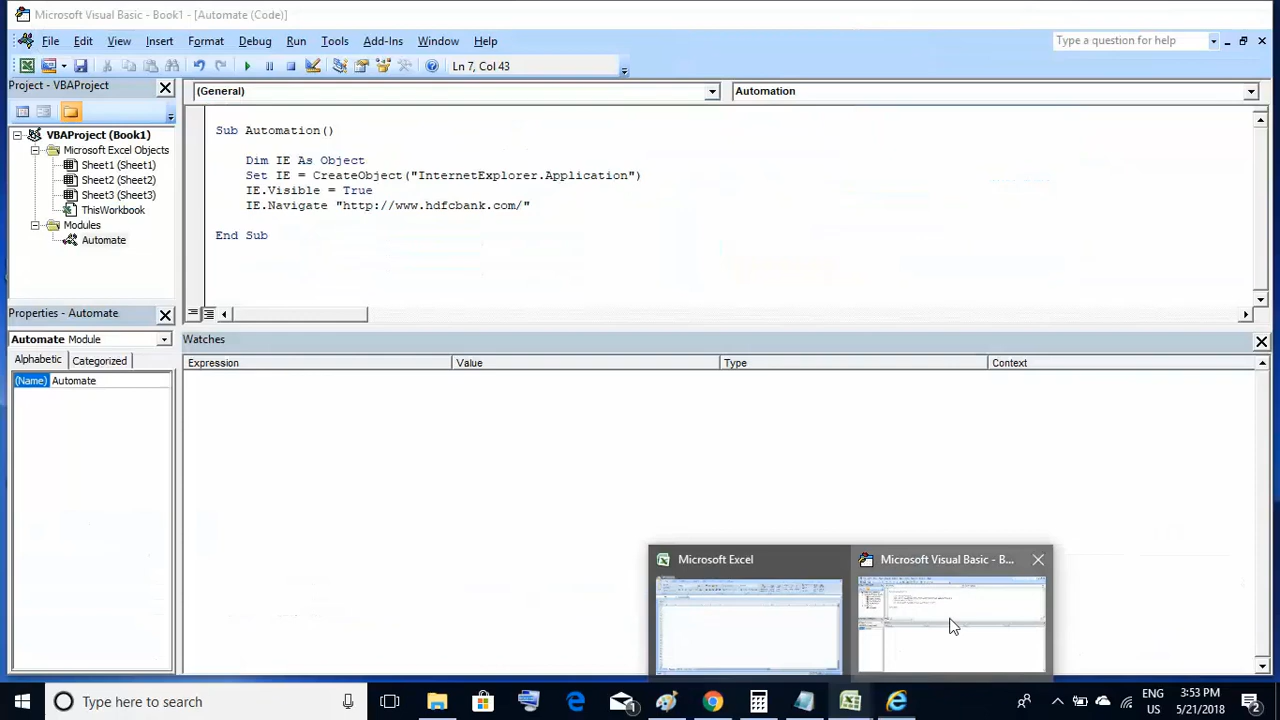 Microsoft Visual Basic - Book1 - [Automate (Code)]
File Edit View Insert Format Debug Run Tools Add-Ins Window Help
Type a question for help
Ln 7, Col 43
Project - VBAProject
(General)
Automation
VBAProject (Book1)
Microsoft Excel Objects
Sheet1 (Sheet1)
Sheet2 (Sheet2)
Sheet3 (Sheet3)
ThisWorkbook
Modules
Automate
Sub Automation()
Dim IE As Object
Set IE = CreateObject("InternetExplorer.Application")
IE.Visible = True
IE.Navigate "http://www.hdfcbank.com/"
End Sub
Properties - Automate
Automate Module
Alphabetic Categorized
(Name) Automate
Watches
Expression Value Type Context
Microsoft Excel
Microsoft Visual Basic - B...
Type here to search
1
ENG
US
3:53 PM
5/21/2018
2